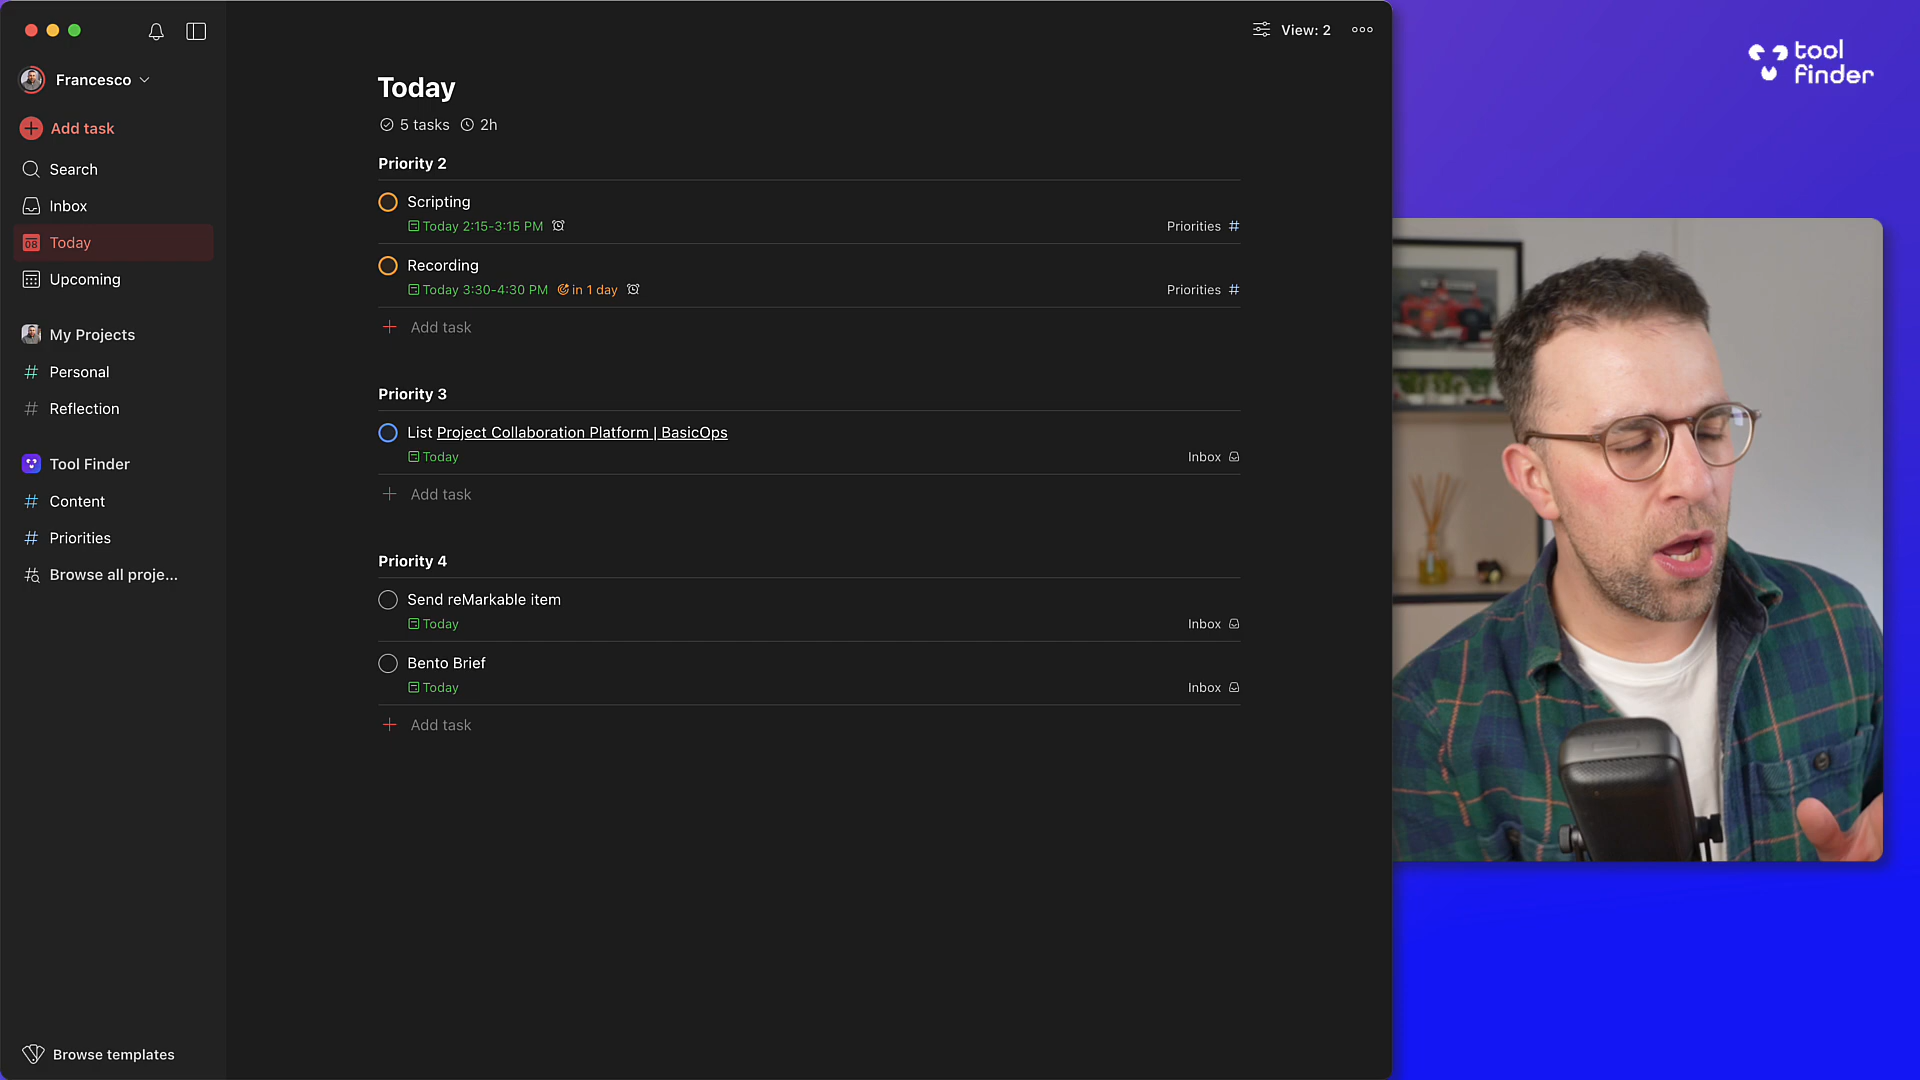 Francesco
Add task
Search
Inbox
08
Today
Upcoming
My Projects
# Personal
# Reflection
Tool Finder
# Content
# Priorities
Browse all proje...
Browse templates
View: 2
Today
5 tasks 2h
Priority 2
Scripting
Today 2:15-3:15 PM
Priorities #
Recording
Today 3:30-4:30 PM in 1 day
Priorities #
+ Add task
Priority 3
List Project Collaboration Platform | BasicOps
Today
Inbox
+ Add task
Priority 4
Send reMarkable item
Today
Inbox
Bento Brief
Today
Inbox
+ Add task
tool
finder